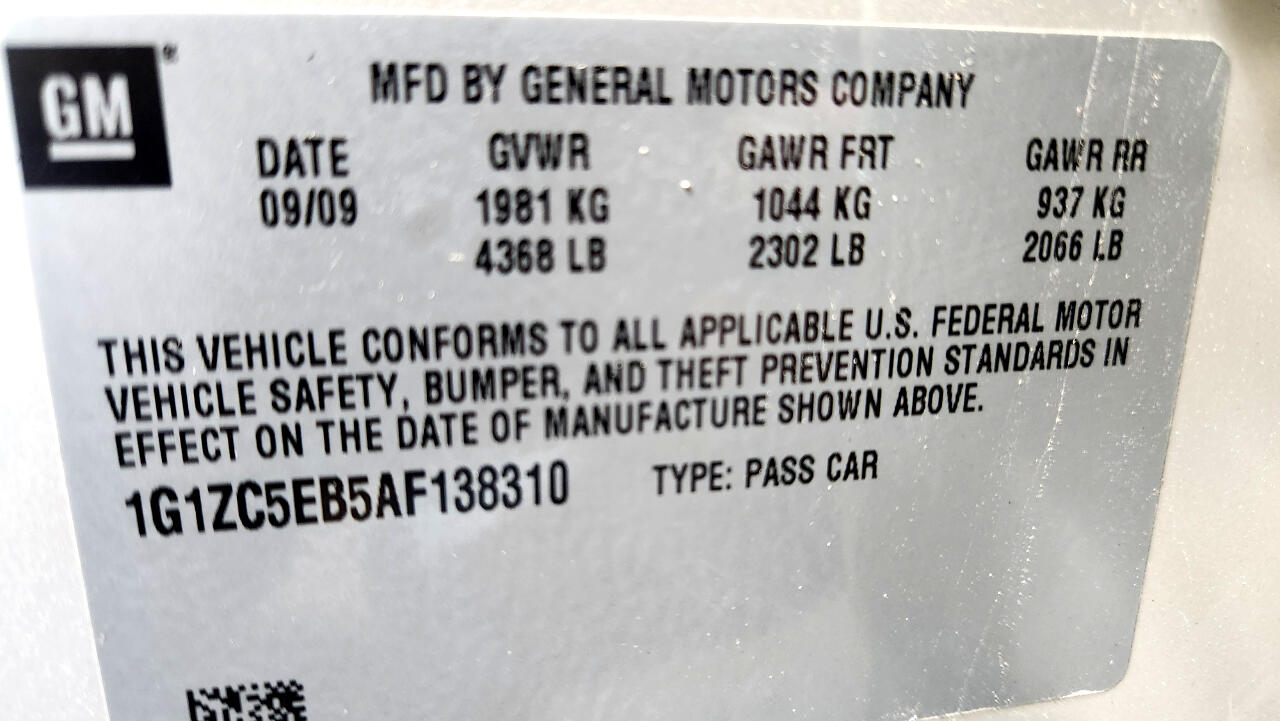 GM®
MFD BY GENERAL MOTORS COMPANY
DATE GVWR GAWR FRT GAWR RR
09/09 1981 KG 1044 KG 937 KG
4368 LB 2302 LB 2066 LB
THIS VEHICLE CONFORMS TO ALL APPLICABLE U.S. FEDERAL MOTOR
VEHICLE SAFETY, BUMPER, AND THEFT PREVENTION STANDARDS IN
EFFECT ON THE DATE OF MANUFACTURE SHOWN ABOVE.
1G1ZC5EB5AF138310 TYPE: PASS CAR